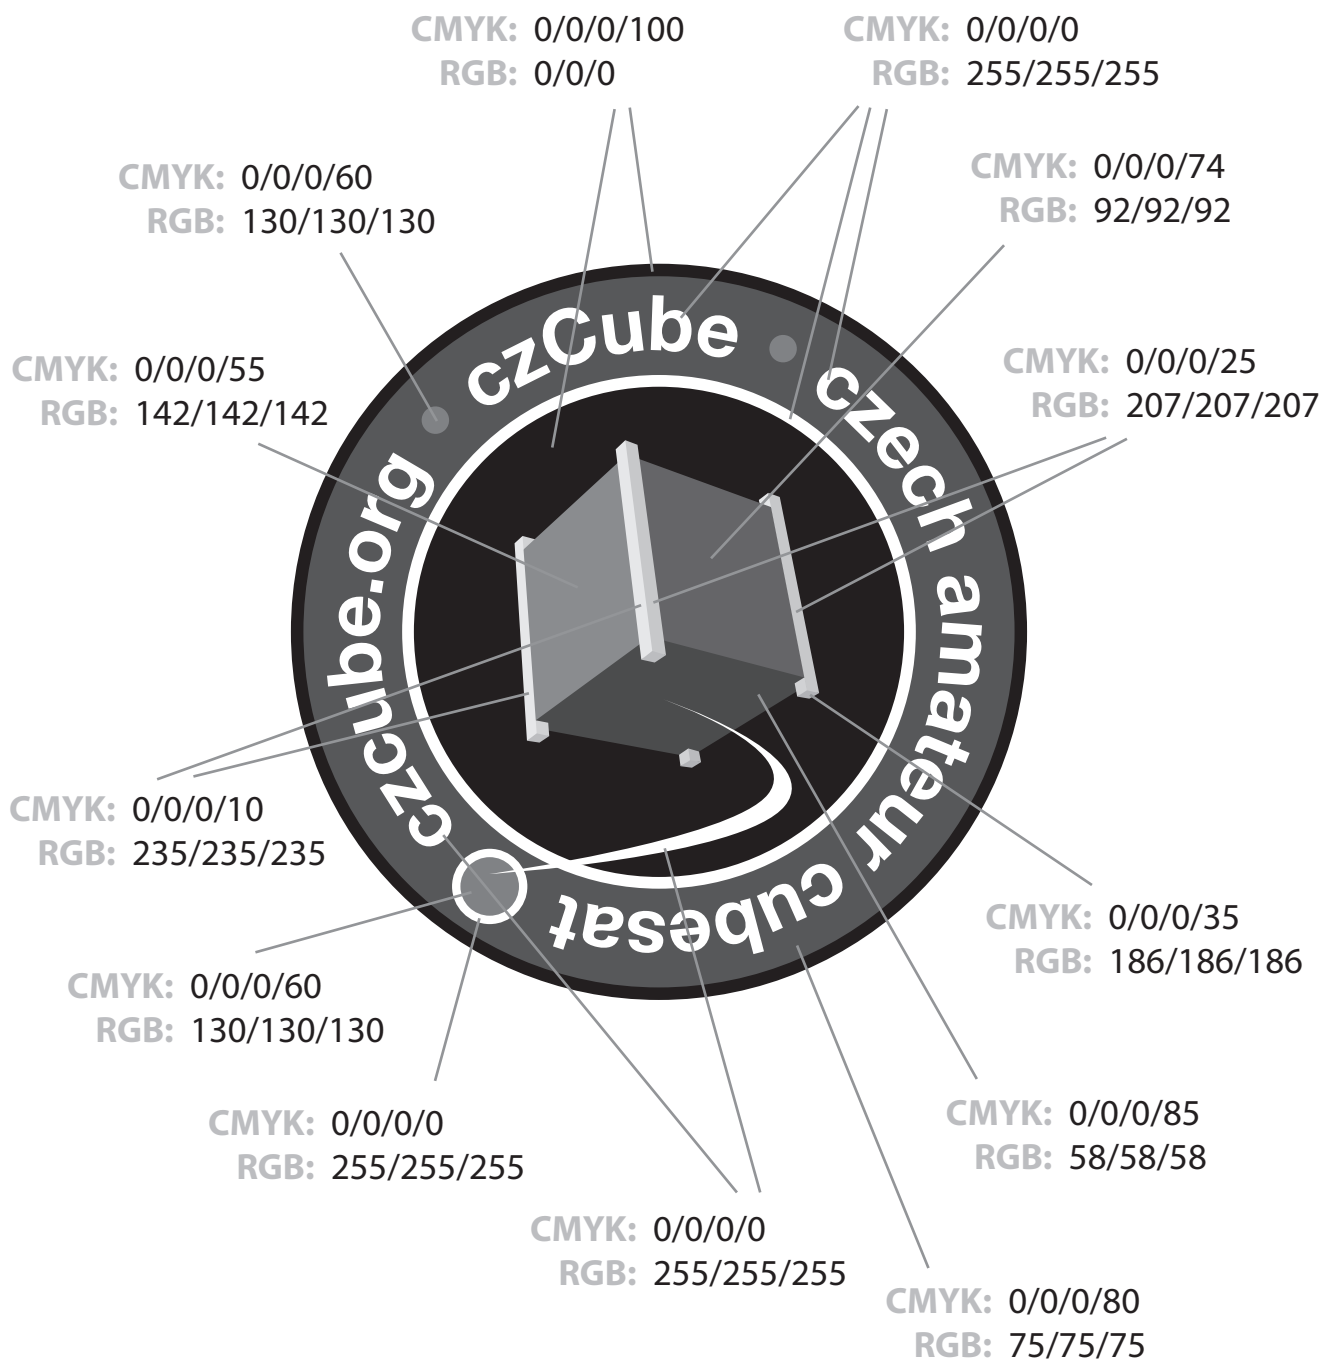 CMYK: 0/0/0/100
RGB: 0/0/0
CMYK: 0/0/0/0
RGB: 255/255/255
CMYK: 0/0/0/60
RGB: 130/130/130
CMYK: 0/0/0/74
RGB: 92/92/92
CMYK: 0/0/0/55
RGB: 142/142/142
CMYK: 0/0/0/25
RGB: 207/207/207
czCube
czech amateur cubesat
czcube.org
CMYK: 0/0/0/10
RGB: 235/235/235
CMYK: 0/0/0/35
RGB: 186/186/186
CMYK: 0/0/0/60
RGB: 130/130/130
CMYK: 0/0/0/0
RGB: 255/255/255
CMYK: 0/0/0/85
RGB: 58/58/58
CMYK: 0/0/0/0
RGB: 255/255/255
CMYK: 0/0/0/80
RGB: 75/75/75